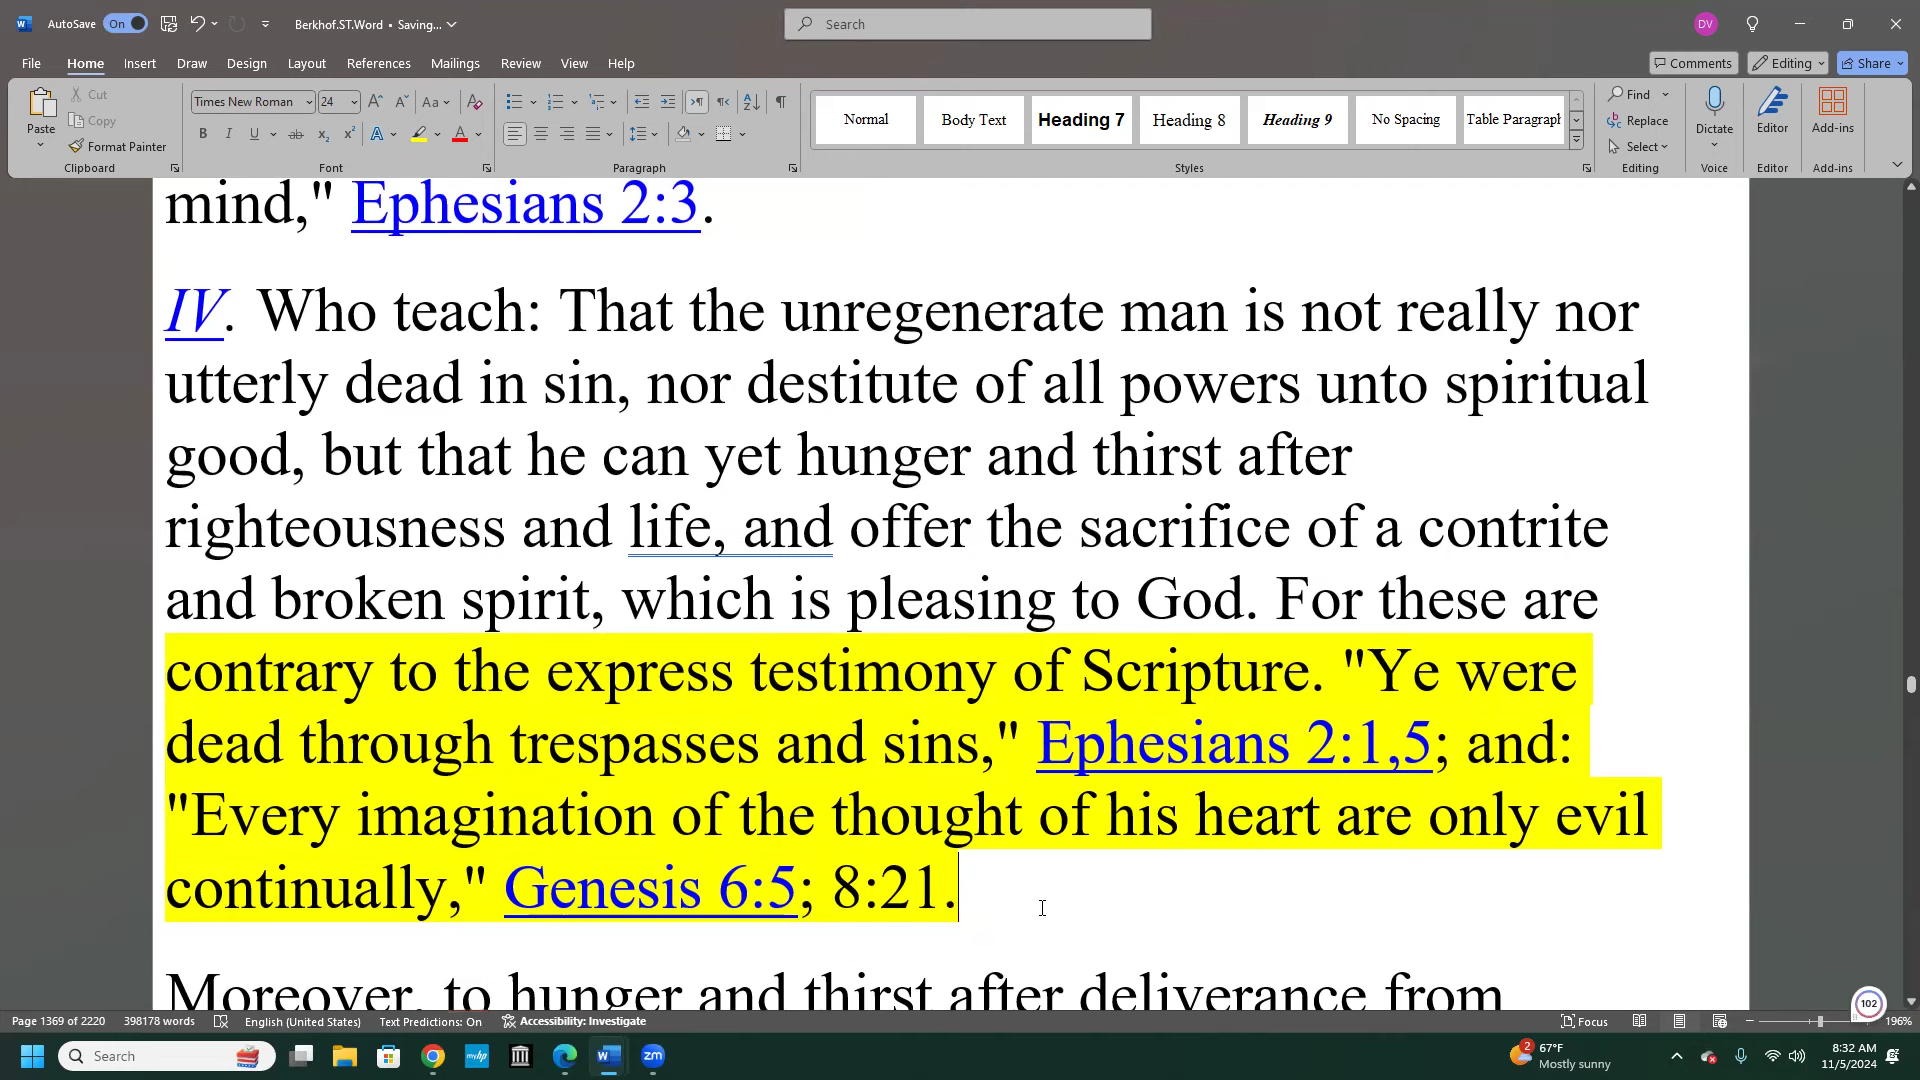 AutoSave On Berkhof.ST.Word • Saving... Search DV
File Home Insert Draw Design Layout References Mailings Review View Help Comments Editing Share
Paste Cut Copy Format Painter Clipboard
Times New Roman 24 Font
Paragraph
Normal Body Text Heading 7 Heading 8 Heading 9 No Spacing Table Paragraph Styles
Find Replace Select Editing
Dictate Voice
Editor Editor
Add-ins Add-ins
mind," Ephesians 2:3.
IV. Who teach: That the unregenerate man is not really nor
utterly dead in sin, nor destitute of all powers unto spiritual
good, but that he can yet hunger and thirst after
righteousness and life, and offer the sacrifice of a contrite
and broken spirit, which is pleasing to God. For these are
contrary to the express testimony of Scripture. "Ye were
dead through trespasses and sins," Ephesians 2:1,5; and:
"Every imagination of the thought of his heart are only evil
continually," Genesis 6:5; 8:21.
Moreover, to hunger and thirst after deliverance from
102
Page 1369 of 2220 398178 words English (United States) Text Predictions: On Accessibility: Investigate Focus 196%
Search myhp W zm 2 67°F Mostly sunny 8:32 AM 11/5/2024